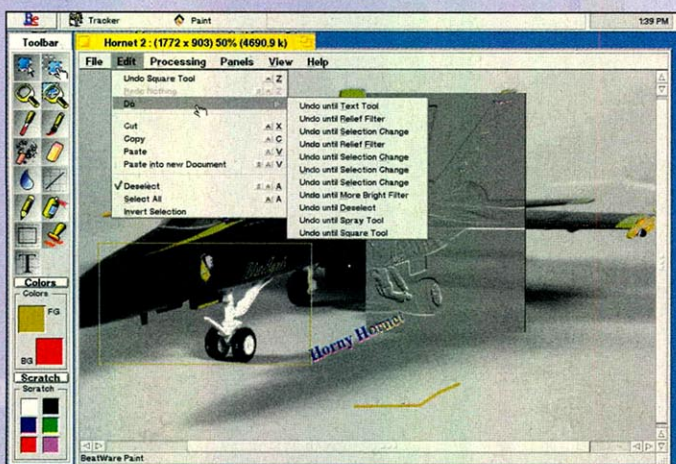 Be
Tracker
Paint
1:39 PM
Toolbar
Hornet 2 : (1772 x 903) 50% (4690.9 k)
File Edit Processing Panels View Help
Undo Square Tool Z
Redo Nothing Z
Do
Cut X
Copy C
Paste V
Paste into new Document V
Deselect A
Select All A
Invert Selection
Undo until Text Tool
Undo until Relief Filter
Undo until Selection Change
Undo until Relief Filter
Undo until Selection Change
Undo until Selection Change
Undo until Selection Change
Undo until More Bright Filter
Undo until Deselect
Undo until Spray Tool
Undo until Square Tool
T
Colors
Colors
FG
BG
Scratch
Scratch
Horny Hornet
BeatWare Paint